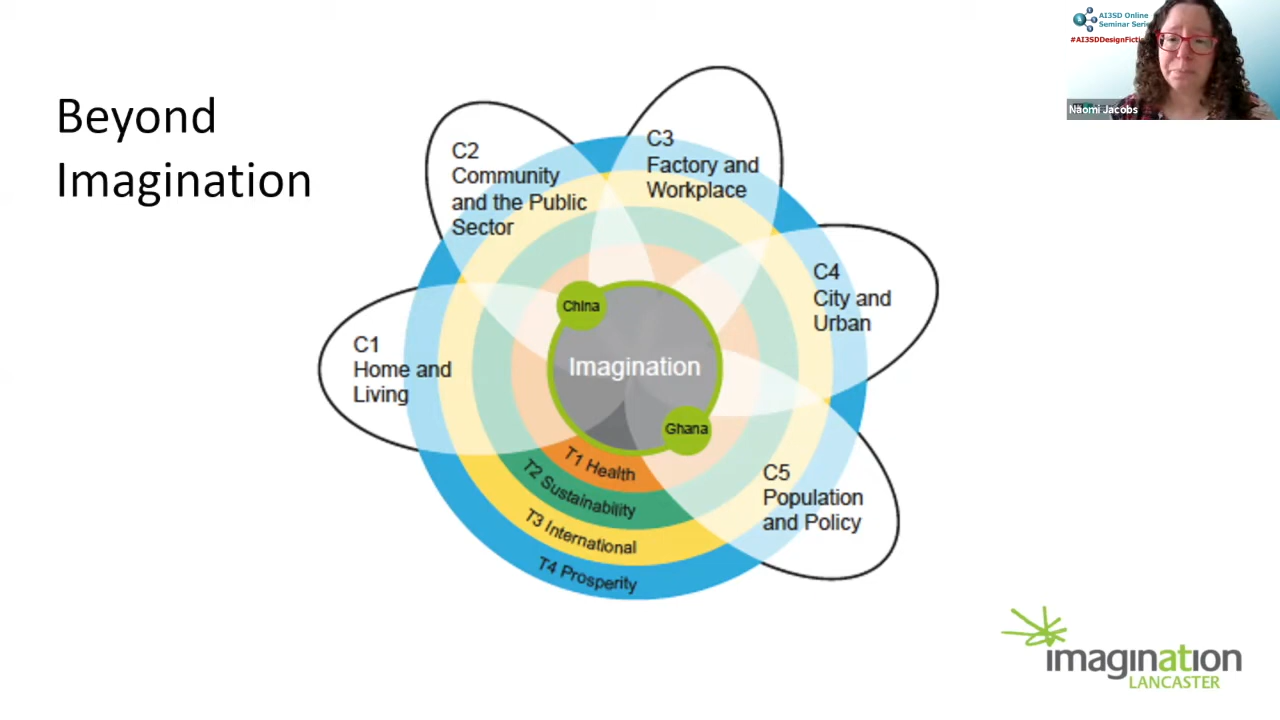 Beyond
Imagination
AI3SD Online
Seminar Serie
#AI3SDDesignFicti
Naomi Jacobs
C2
Community
and the Public
Sector
C3
Factory and
Workplace
C4
City and
Urban
C1
Home and
Living
China
Imagination
Ghana
C5
Population
and Policy
T1 Health
T2 Sustainability
T3 International
T4 Prosperity
imagination
LANCASTER